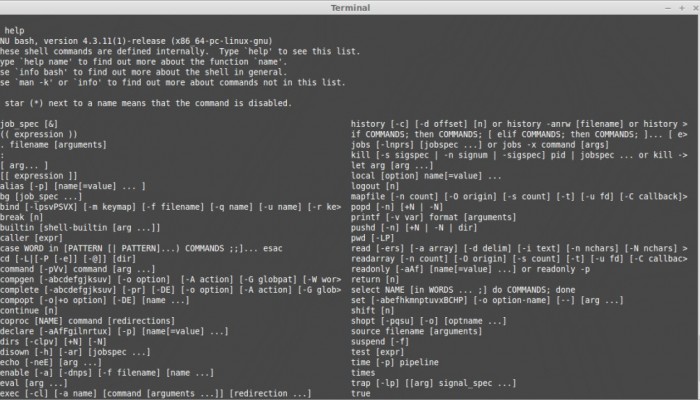 Terminal
help
NU bash, version 4.3.11(1)-release (x86_64-pc-linux-gnu)
hese shell commands are defined internally.  Type `help' to see this list.
ype `help name' to find out more about the function `name'.
se `info bash' to find out more about the shell in general.
se `man -k' or `info' to find out more about commands not in this list.
star (*) next to a name means that the command is disabled.
job_spec [&]
(( expression ))
. filename [arguments]
:
[ arg... ]
[[ expression ]]
alias [-p] [name[=value] ... ]
bg [job_spec ...]
bind [-lpsvPSVX] [-m keymap] [-f filename] [-q name] [-u name] [-r ke>
break [n]
builtin [shell-builtin [arg ...]]
caller [expr]
case WORD in [PATTERN [| PATTERN]...) COMMANDS ;;]... esac
cd [-L|[-P [-e]] [-@]] [dir]
command [-pVv] command [arg ...]
compgen [-abcdefgjksuv] [-o option]  [-A action] [-G globpat] [-W wor>
complete [-abcdefgjksuv] [-pr] [-DE] [-o option] [-A action] [-G glob>
compopt [-o|+o option] [-DE] [name ...]
continue [n]
coproc [NAME] command [redirections]
declare [-aAfFgilnrtux] [-p] [name[=value] ...]
dirs [-clpv] [+N] [-N]
disown [-h] [-ar] [jobspec ...]
echo [-neE] [arg ...]
enable [-a] [-dnps] [-f filename] [name ...]
eval [arg ...]
exec [-cl] [-a name] [command [arguments ...]] [redirection ...]
history [-c] [-d offset] [n] or history -anrw [filename] or history >
if COMMANDS; then COMMANDS; [ elif COMMANDS; then COMMANDS; ]... [ e>
jobs [-lnprs] [jobspec ...] or jobs -x command [args]
kill [-s sigspec | -n signum | -sigspec] pid | jobspec ... or kill ->
let arg [arg ...]
local [option] name[=value] ...
logout [n]
mapfile [-n count] [-O origin] [-s count] [-t] [-u fd] [-C callback]>
popd [-n] [+N | -N]
printf [-v var] format [arguments]
pushd [-n] [+N | -N | dir]
pwd [-LP]
read [-ers] [-a array] [-d delim] [-i text] [-n nchars] [-N nchars] >
readarray [-n count] [-O origin] [-s count] [-t] [-u fd] [-C callbac>
readonly [-aAf] [name[=value] ...] or readonly -p
return [n]
select NAME [in WORDS ... ;] do COMMANDS; done
set [-abefhkmnptuvxBCHP] [-o option-name] [--] [arg ...]
shift [n]
shopt [-pqsu] [-o] [optname ...]
source filename [arguments]
suspend [-f]
test [expr]
time [-p] pipeline
times
trap [-lp] [[arg] signal_spec ...]
true